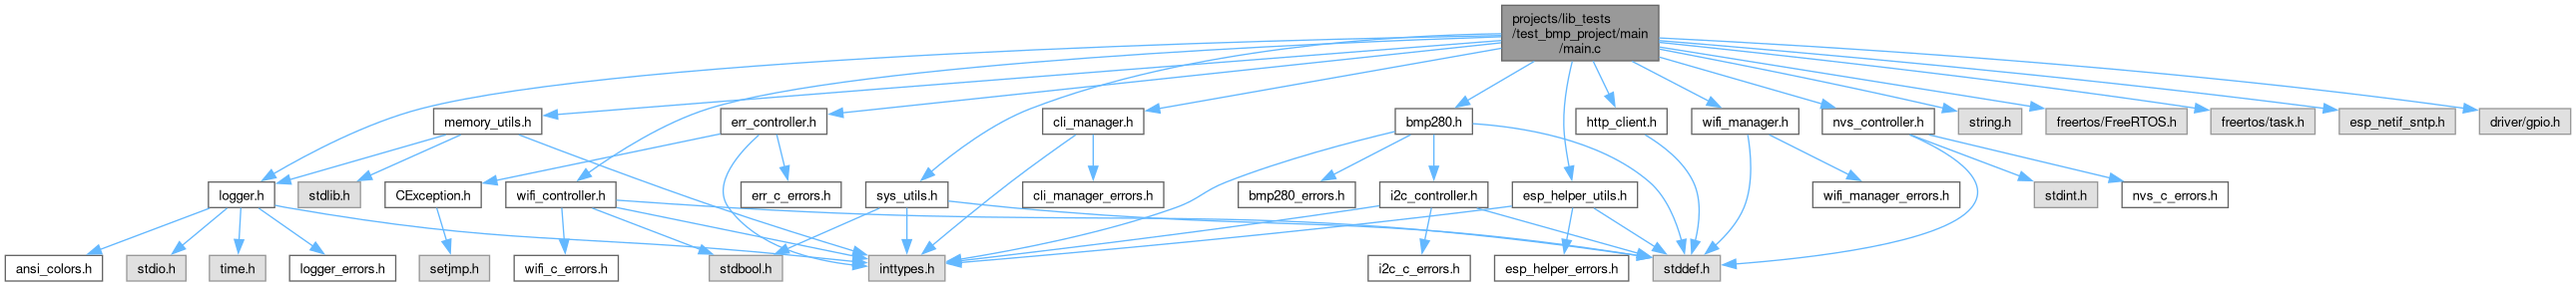 projects/lib_tests
/test_bmp_project/main
/main.c
memory_utils.h
err_controller.h
cli_manager.h
bmp280.h
http_client.h
wifi_manager.h
nvs_controller.h
string.h
freertos/FreeRTOS.h
freertos/task.h
esp_netif_sntp.h
driver/gpio.h
logger.h
stdlib.h
CException.h
wifi_controller.h
err_c_errors.h
sys_utils.h
cli_manager_errors.h
bmp280_errors.h
i2c_controller.h
esp_helper_utils.h
wifi_manager_errors.h
stdint.h
nvs_c_errors.h
ansi_colors.h
stdio.h
time.h
logger_errors.h
setjmp.h
wifi_c_errors.h
stdbool.h
inttypes.h
i2c_c_errors.h
esp_helper_errors.h
stddef.h